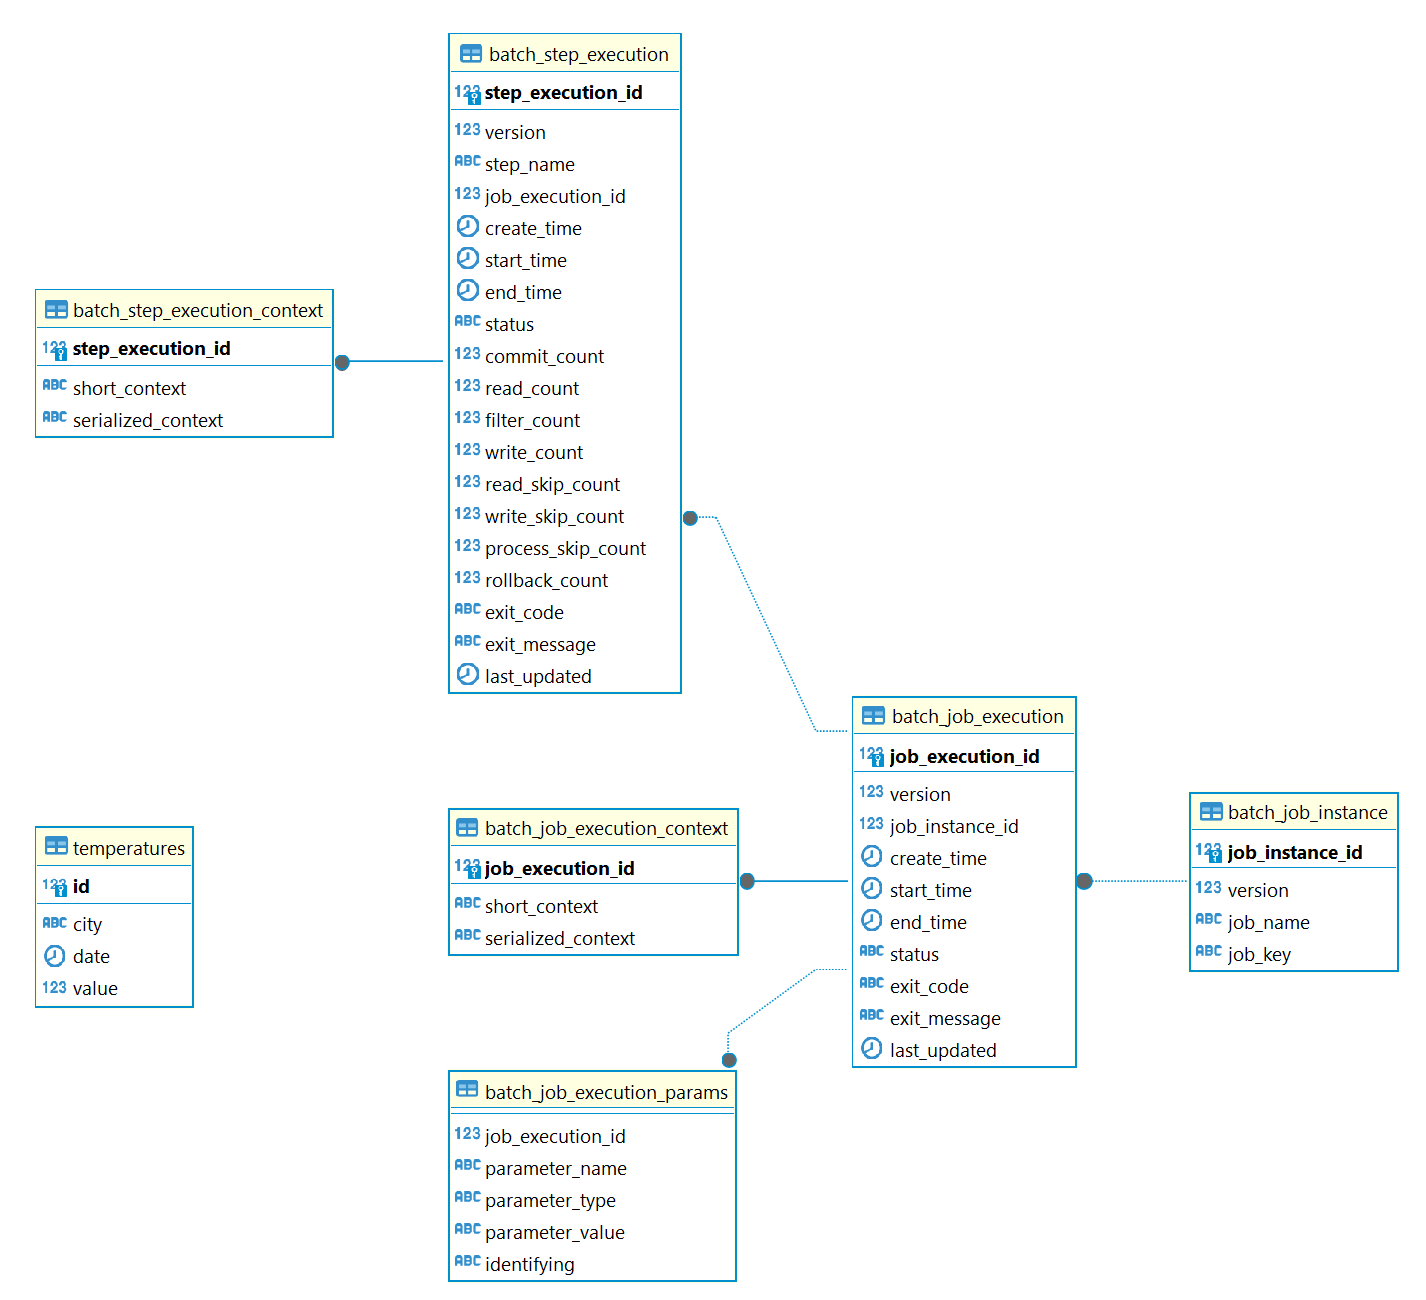 batch_step_execution
123 step_execution_id
123 version
ABC step_name
123 job_execution_id
create_time
start_time
end_time
ABC status
123 commit_count
123 read_count
123 filter_count
123 write_count
123 read_skip_count
123 write_skip_count
123 process_skip_count
123 rollback_count
ABC exit_code
ABC exit_message
last_updated
batch_step_execution_context
123 step_execution_id
ABC short_context
ABC serialized_context
batch_job_execution
123 job_execution_id
123 version
123 job_instance_id
create_time
start_time
end_time
ABC status
ABC exit_code
ABC exit_message
last_updated
batch_job_instance
123 job_instance_id
123 version
ABC job_name
ABC job_key
batch_job_execution_context
123 job_execution_id
ABC short_context
ABC serialized_context
temperatures
123 id
ABC city
date
123 value
batch_job_execution_params
123 job_execution_id
ABC parameter_name
ABC parameter_type
ABC parameter_value
ABC identifying